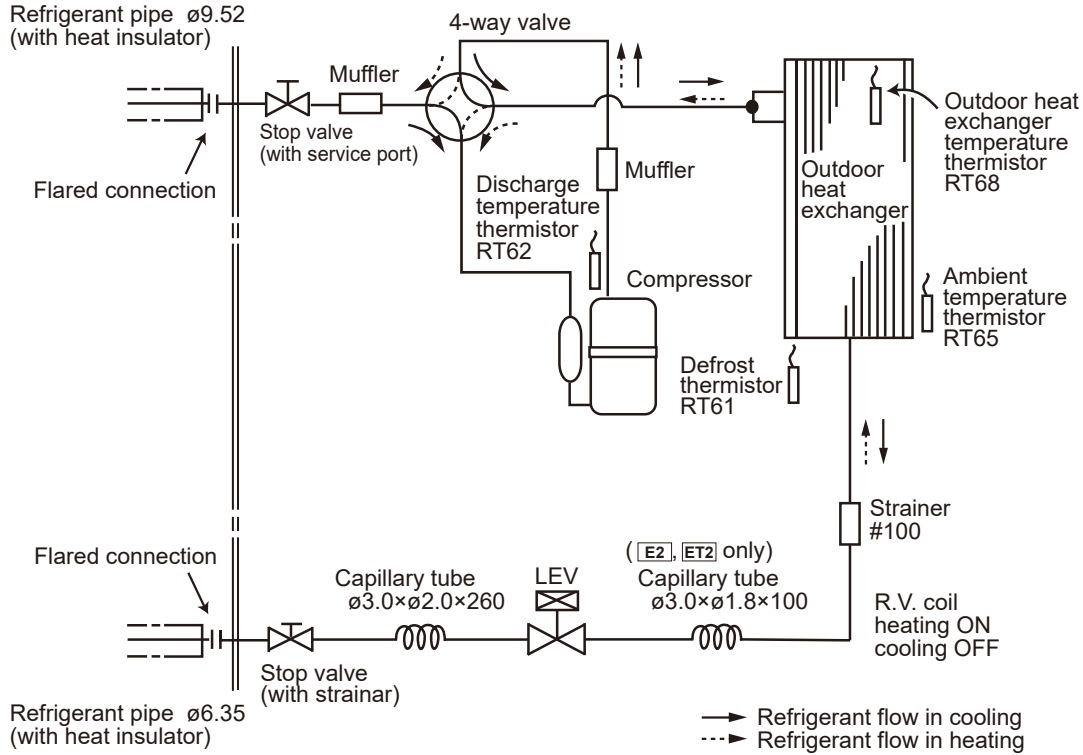 Refrigerant pipe ø9.52
(with heat insulator)
4-way valve
Muffler
Stop valve
(with service port)
Flared connection
Muffler
Discharge
temperature
thermistor
RT62
Compressor
Outdoor
heat
exchanger
Outdoor heat
exchanger
temperature
thermistor
RT68
Ambient
temperature
thermistor
RT65
Defrost
thermistor
RT61
Strainer
#100
Flared connection
Capillary tube
ø3.0×ø2.0×260
LEV
( E2 , ET2 only)
Capillary tube
ø3.0×ø1.8×100
R.V. coil
heating ON
cooling OFF
Stop valve
(with strainar)
Refrigerant pipe ø6.35
(with heat insulator)
Refrigerant flow in cooling
Refrigerant flow in heating